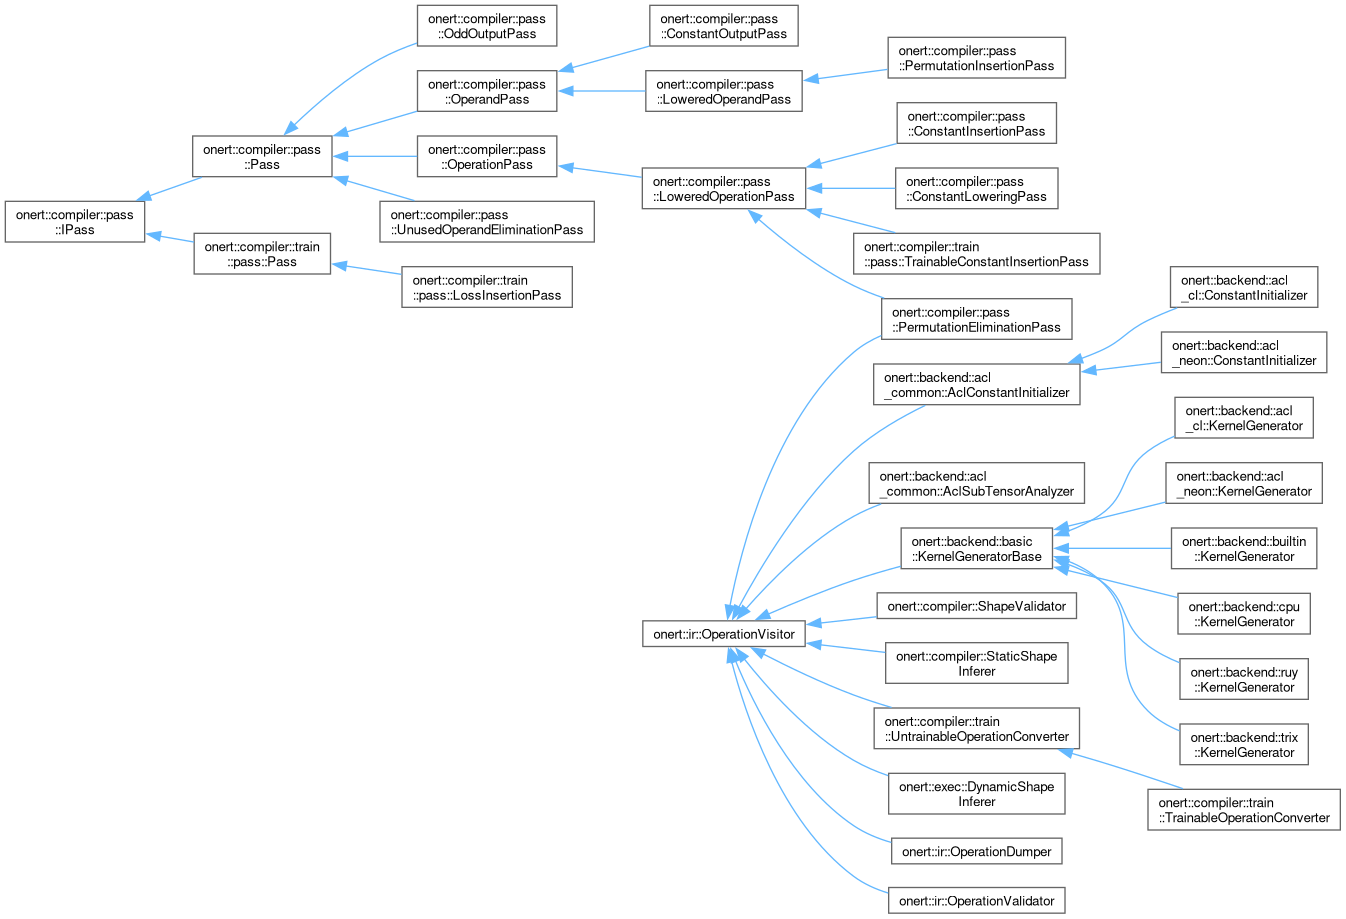 onert::compiler::pass
::IPass
onert::compiler::pass
::Pass
onert::compiler::train
::pass::Pass
onert::compiler::pass
::OddOutputPass
onert::compiler::pass
::OperandPass
onert::compiler::pass
::OperationPass
onert::compiler::pass
::UnusedOperandEliminationPass
onert::compiler::train
::pass::LossInsertionPass
onert::compiler::pass
::ConstantOutputPass
onert::compiler::pass
::LoweredOperandPass
onert::compiler::pass
::LoweredOperationPass
onert::ir::OperationVisitor
onert::compiler::pass
::PermutationInsertionPass
onert::compiler::pass
::ConstantInsertionPass
onert::compiler::pass
::ConstantLoweringPass
onert::compiler::train
::pass::TrainableConstantInsertionPass
onert::compiler::pass
::PermutationEliminationPass
onert::backend::acl
_common::AclConstantInitializer
onert::backend::acl
_common::AclSubTensorAnalyzer
onert::backend::basic
::KernelGeneratorBase
onert::compiler::ShapeValidator
onert::compiler::StaticShape
Inferer
onert::compiler::train
::UntrainableOperationConverter
onert::exec::DynamicShape
Inferer
onert::ir::OperationDumper
onert::ir::OperationValidator
onert::backend::acl
_cl::ConstantInitializer
onert::backend::acl
_neon::ConstantInitializer
onert::backend::acl
_cl::KernelGenerator
onert::backend::acl
_neon::KernelGenerator
onert::backend::builtin
::KernelGenerator
onert::backend::cpu
::KernelGenerator
onert::backend::ruy
::KernelGenerator
onert::backend::trix
::KernelGenerator
onert::compiler::train
::TrainableOperationConverter